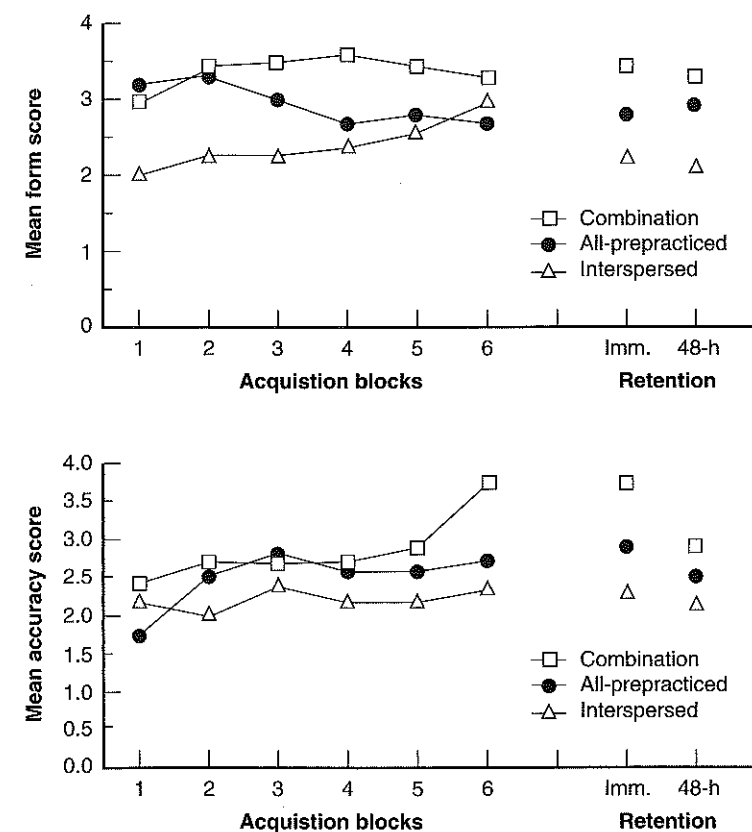 4
3
2
1
0
Mean form score
Combination
All-prepracticed
Interspersed
1 2 3 4 5 6 Imm. 48-h
Acquistion blocks Retention
4.0
3.5
3.0
2.5
2.0
1.5
1.0
0.5
0.0
Mean accuracy score
Combination
All-prepracticed
Interspersed
1 2 3 4 5 6 Imm. 48-h
Acquistion blocks Retention